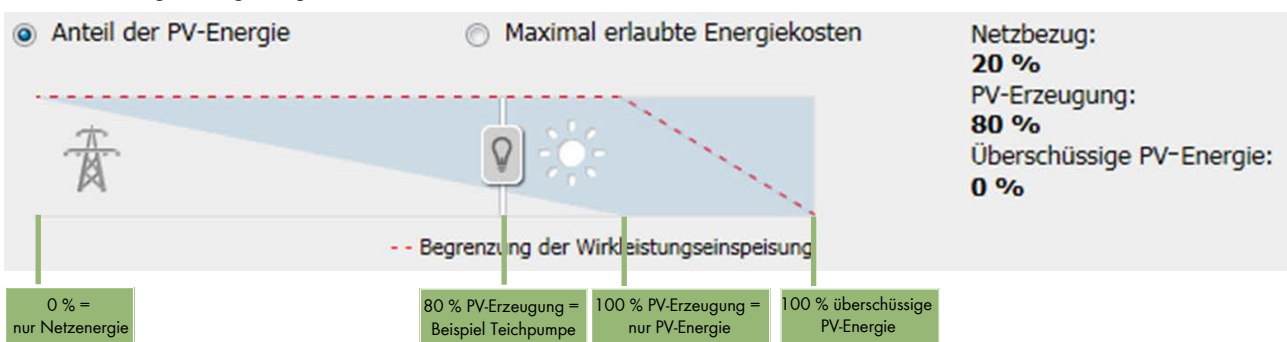 Anteil der PV-Energie
Maximal erlaubte Energiekosten
Netzbezug:
20 %
PV-Erzeugung:
80 %
Überschüssige PV-Energie:
0 %
Begrenzung der Wirkleistungseinspeisung
0 % =
nur Netzenergie
80 % PV-Erzeugung =
Beispiel Teichpumpe
100 % PV-Erzeugung =
nur PV-Energie
100 % überschüssige
PV-Energie